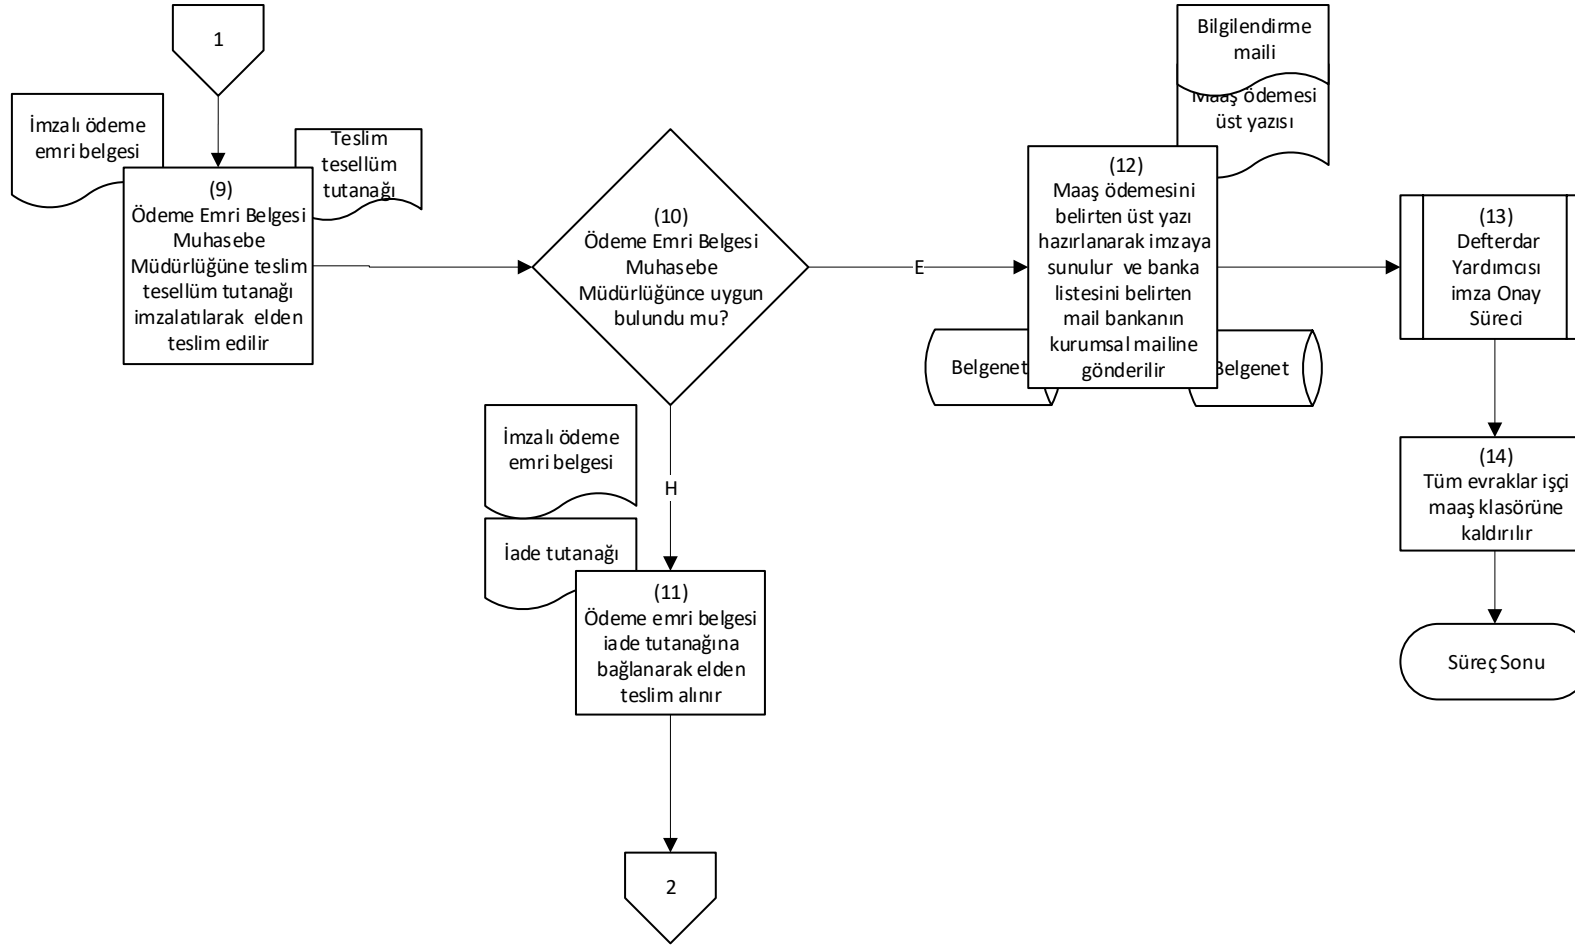 1
İmzalı ödeme
emri belgesi
Teslim
tesellüm
tutanağı
(9)
Ödeme Emri Belgesi
Muhasebe
Müdürlüğüne teslim
tesellüm tutanağı
imzalatılarak elden
teslim edilir
(10)
Ödeme Emri Belgesi
Muhasebe
Müdürlüğünce uygun
bulundu mu?
E
H
İmzalı ödeme
emri belgesi
İade tutanağı
(11)
Ödeme emri belgesi
iade tutanağına
bağlanarak elden
teslim alınır
2
Bilgilendirme
maili
Maaş ödemesi
üst yazısı
(12)
Maaş ödemesini
belirten üst yazı
hazırlanarak imzaya
sunulur ve banka
listesini belirten
mail bankanın
kurumsal mailine
gönderilir
Belgenet
Belgenet
(13)
Defterdar
Yardımcısı
imza Onay
Süreci
(14)
Tüm evraklar işçi
maaş klasörüne
kaldırılır
Süreç Sonu